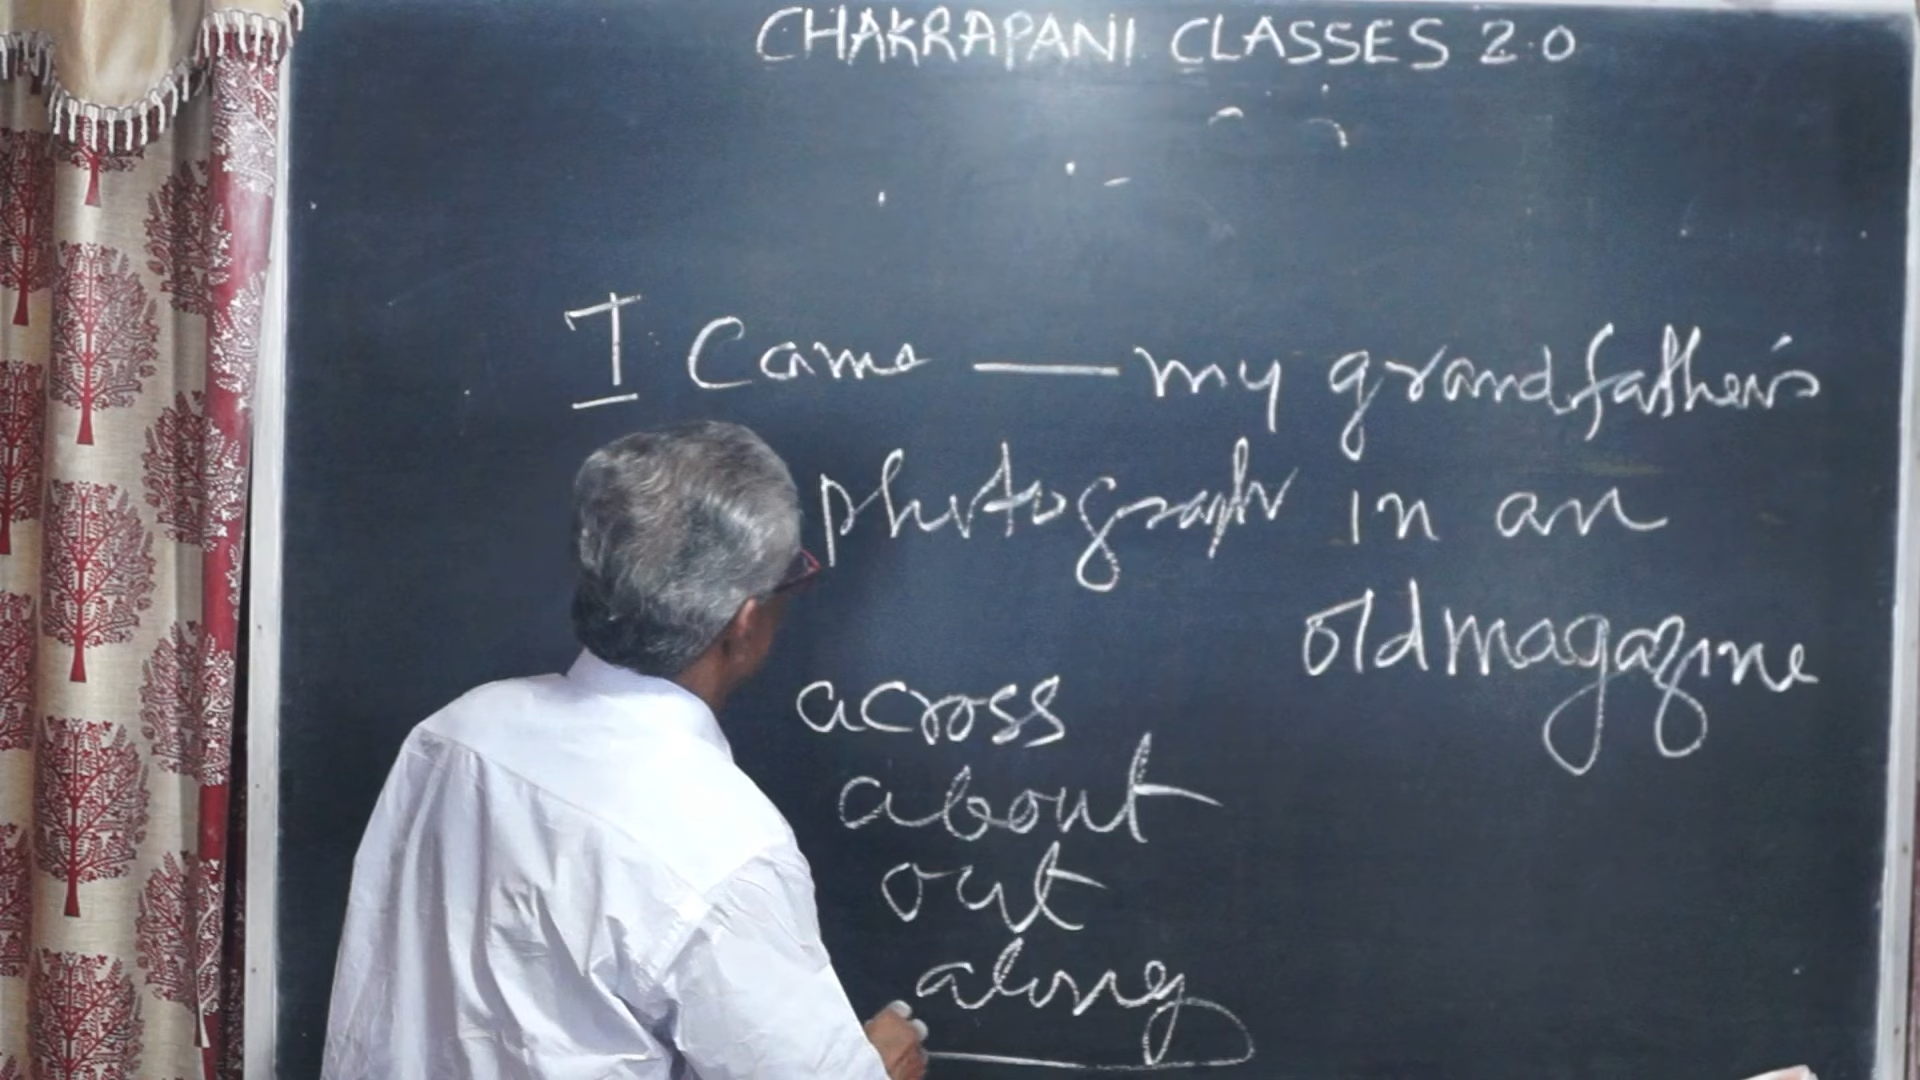 CHAKRAPANI CLASSES 2.0
I Came — my grandfather's
photograph in an
old magazine
across
about
out
along